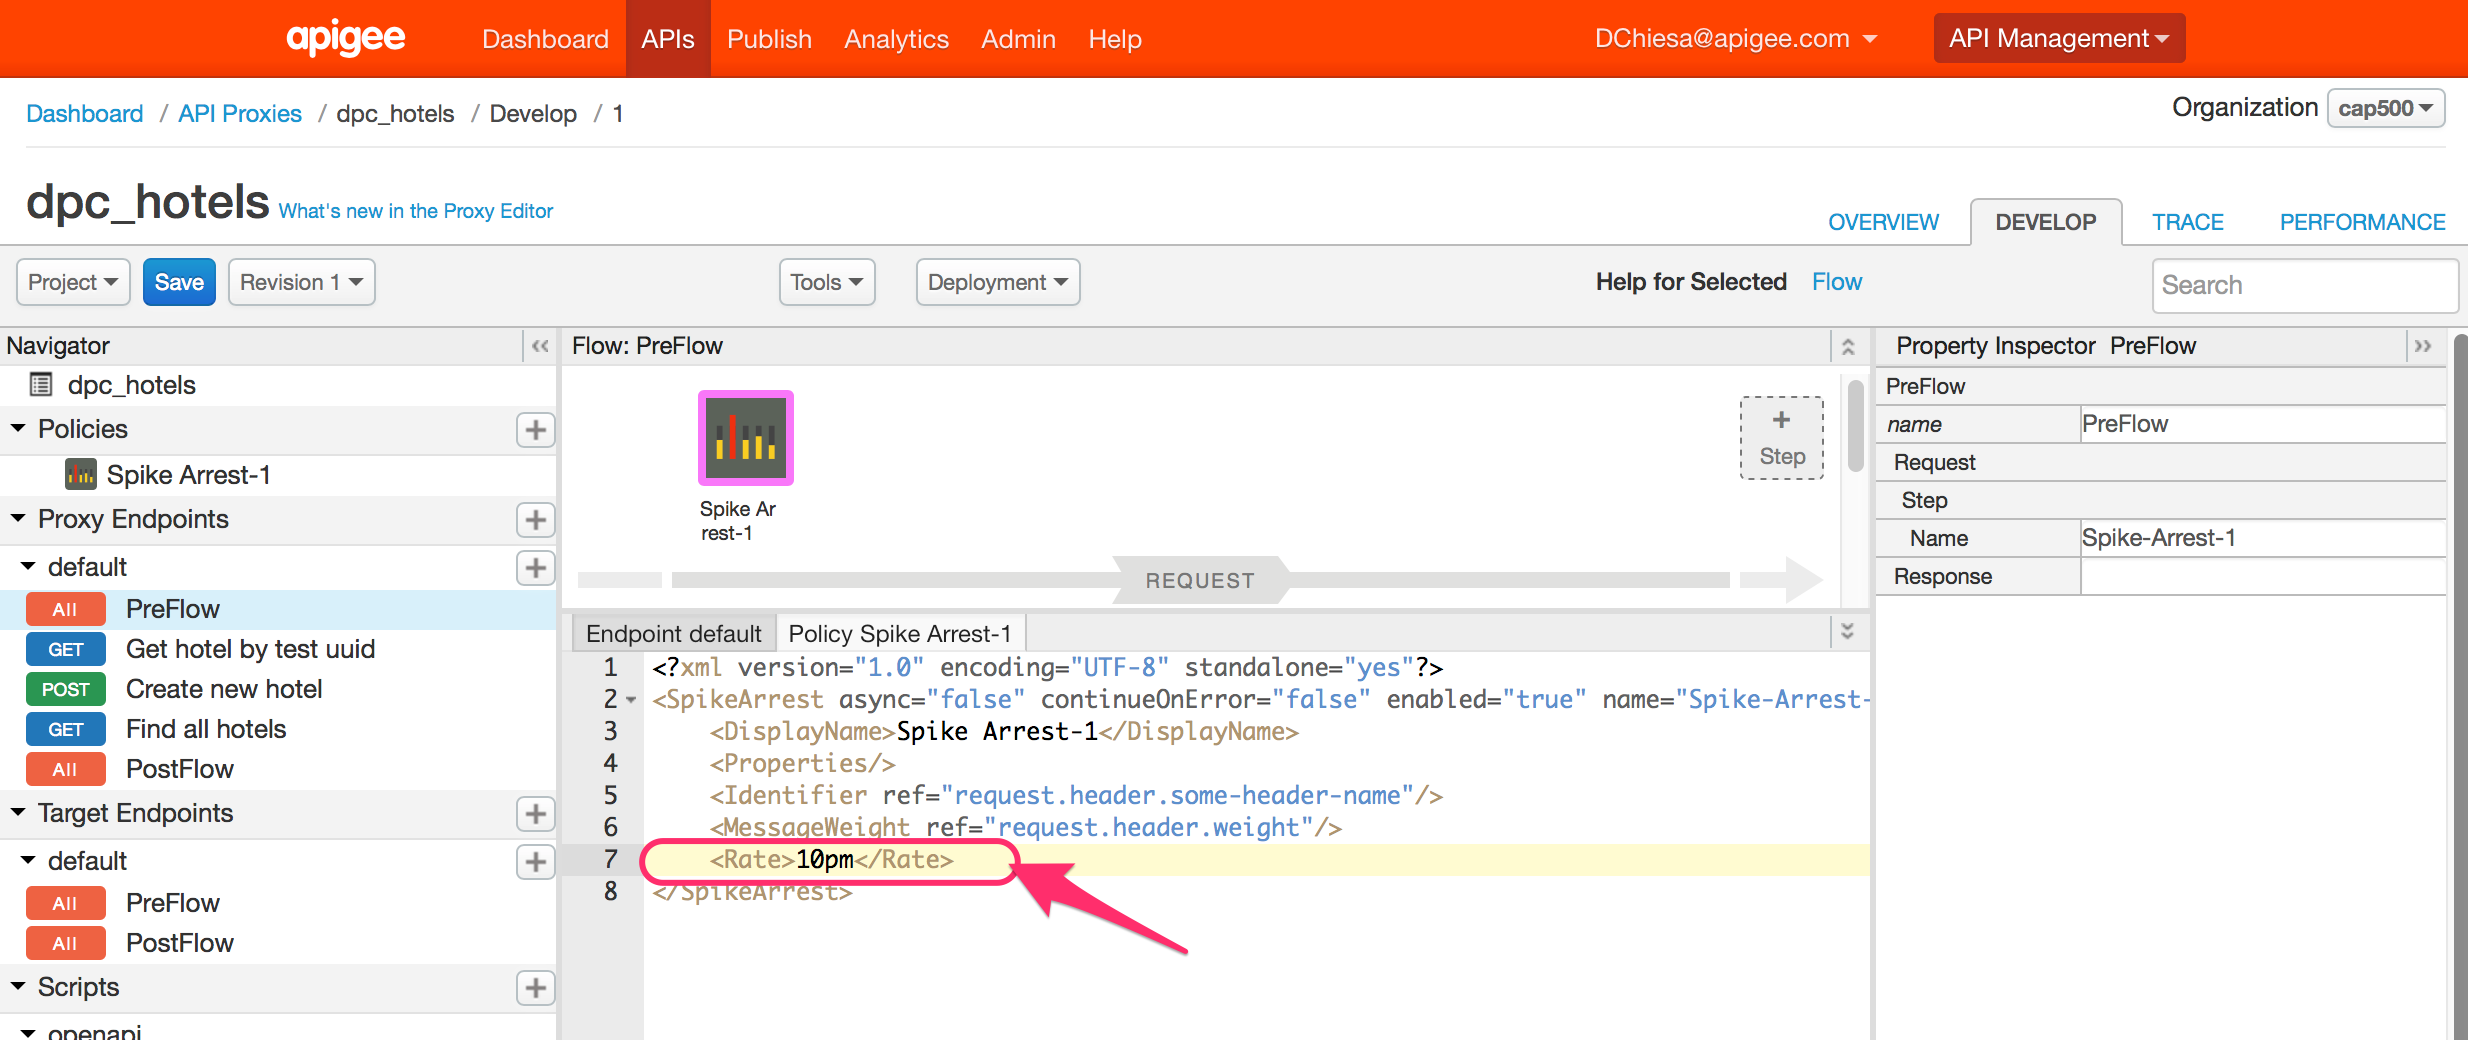 apigee Dashboard APIs Publish Analytics Admin Help DChiesa@apigee.com API Management
Dashboard / API Proxies / dpc_hotels / Develop / 1 Organization cap500
dpc_hotels What's new in the Proxy Editor OVERVIEW DEVELOP TRACE PERFORMANCE
Project Save Revision 1 Tools Deployment Help for Selected Flow Search
Navigator
dpc_hotels
Policies
Spike Arrest-1
Proxy Endpoints
default
All PreFlow
GET Get hotel by test uuid
POST Create new hotel
GET Find all hotels
All PostFlow
Target Endpoints
default
All PreFlow
All PostFlow
Scripts
openapi
Flow: PreFlow
Spike Ar
rest-1
+
Step
REQUEST
Endpoint default Policy Spike Arrest-1
1 <?xml version="1.0" encoding="UTF-8" standalone="yes"?>
2 <SpikeArrest async="false" continueOnError="false" enabled="true" name="Spike-Arrest-
3 <DisplayName>Spike Arrest-1</DisplayName>
4 <Properties/>
5 <Identifier ref="request.header.some-header-name"/>
6 <MessageWeight ref="request.header.weight"/>
7 <Rate>10pm</Rate>
8 </SpikeArrest>
Property Inspector PreFlow
PreFlow
name PreFlow
Request
Step
Name Spike-Arrest-1
Response